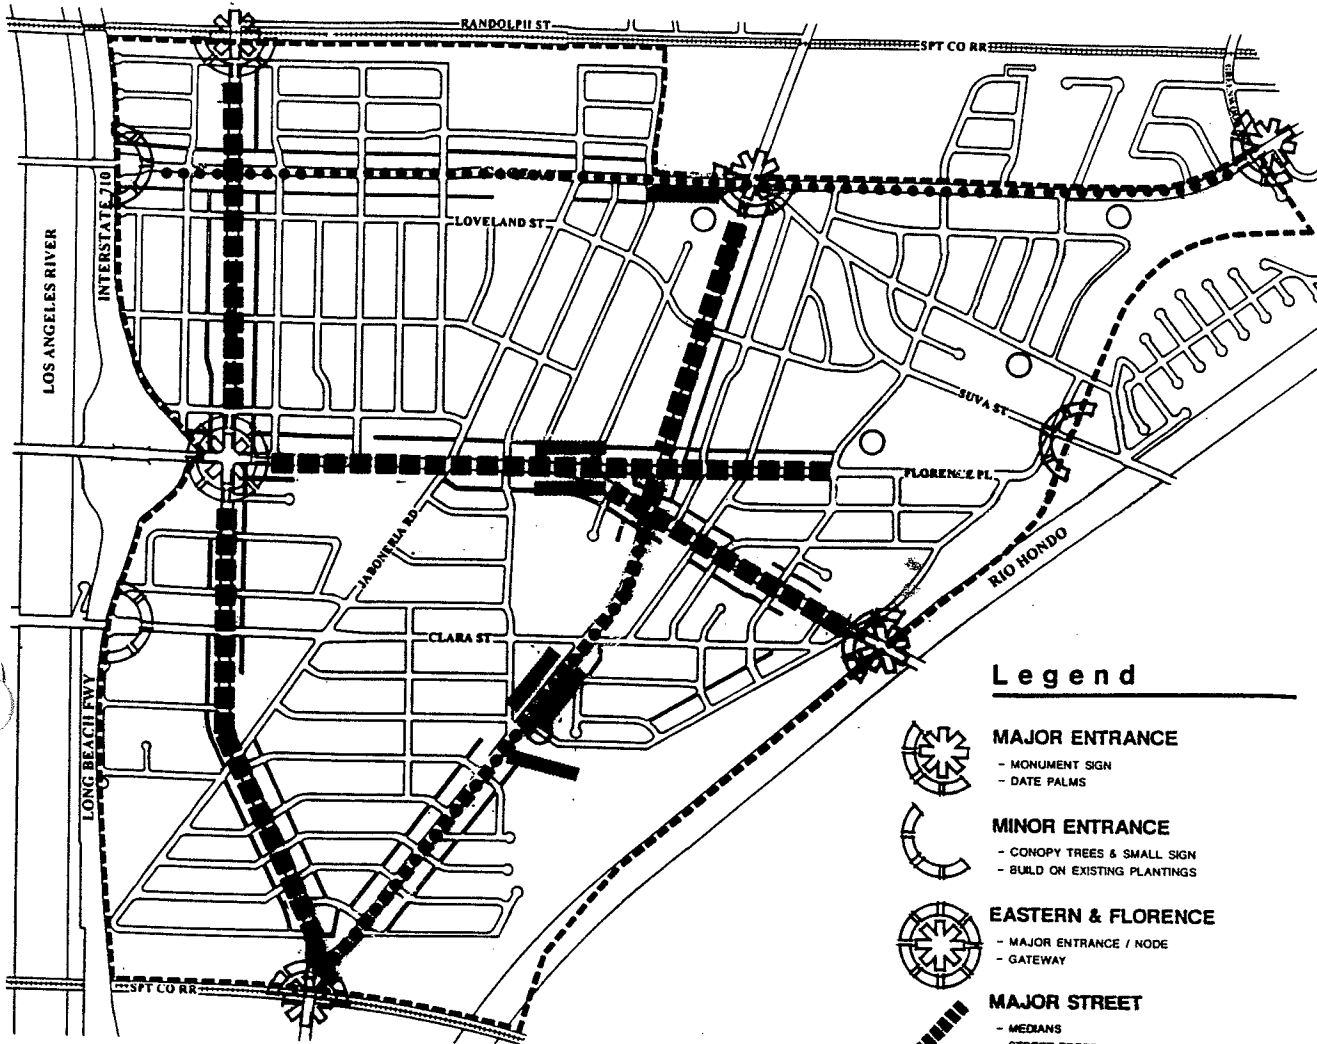 RANDOLPH ST
SPT CO RR
INTERSTATE 710
LOS ANGELES RIVER
LOVELAND ST
SUVA ST
FLORENCE PL
JABONERIA RD
RIO HONDO
CLARA ST
LONG BEACH FWY
SPT CO RR
Legend
MAJOR ENTRANCE
- MONUMENT SIGN
- DATE PALMS
MINOR ENTRANCE
- CONOPY TREES & SMALL SIGN
- BUILD ON EXISTING PLANTINGS
EASTERN & FLORENCE
- MAJOR ENTRANCE / NODE
- GATEWAY
MAJOR STREET
- MEDIANS